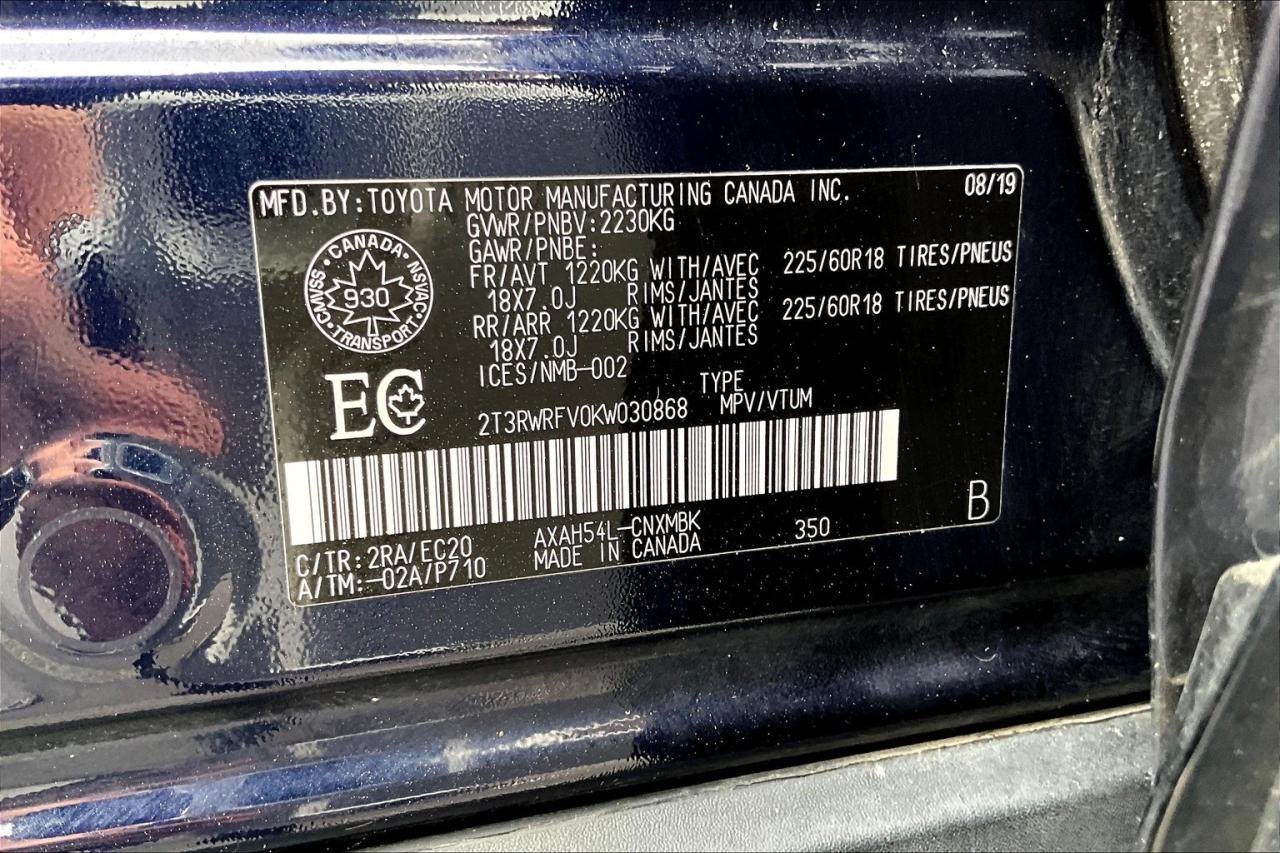 MFD.BY:TOYOTA MOTOR MANUFACTURING CANADA INC. 08/19
GVWR/PNBV:2230KG
GAWR/PNBE:
FR/AVT 1220KG WITH/AVEC 225/60R18 TIRES/PNEUS
18X7.0J RIMS/JANTES
RR/ARR 1220KG WITH/AVEC 225/60R18 TIRES/PNEUS
18X7.0J RIMS/JANTES
ICES/NMB-002
CANADA
CMVSS
NSVAC
930
TRANSPORT
EC
TYPE
2T3RWRFV0KW030868 MPV/VTUM
C/TR:2RA/EC20 AXAH54L-CNXMBK 350 B
A/TM:-02A/P710 MADE IN CANADA